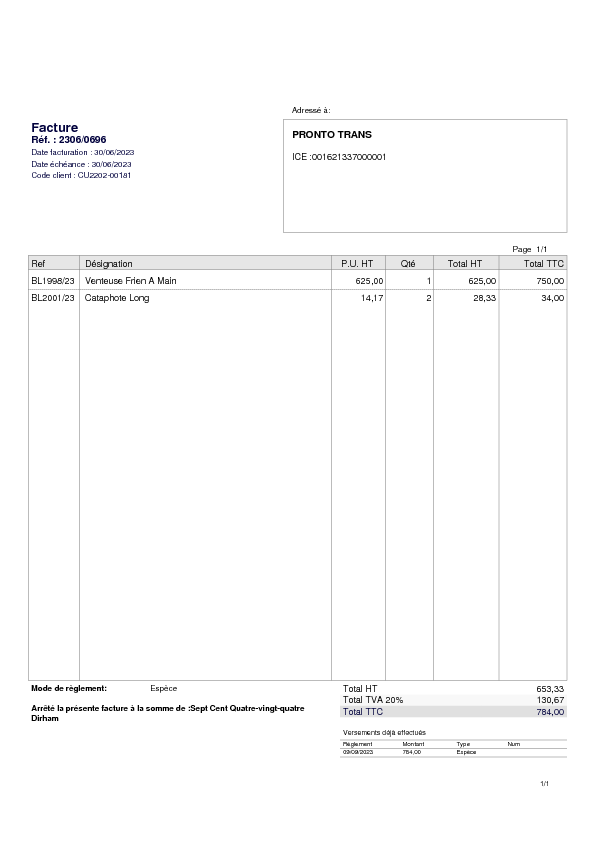 Adressé à:
Facture
Réf. : 2306/0696
Date facturation : 30/06/2023
Date échéance : 30/06/2023
Code client : CU2202-00181
PRONTO TRANS
ICE :001621337000001
Page 1/1
Ref Désignation P.U. HT Qté Total HT Total TTC
BL1998/23 Venteuse Frien A Main 625,00 1 625,00 750,00
BL2001/23 Cataphote Long 14,17 2 28,33 34,00
Mode de règlement: Espèce
Arrêté la présente facture à la somme de :Sept Cent Quatre-vingt-quatre
Dirham
Total HT 653,33
Total TVA 20% 130,67
Total TTC 784,00
Versements déjà effectués
Règlement Montant Type Num
09/09/2023 784,00 Espèce
1/1